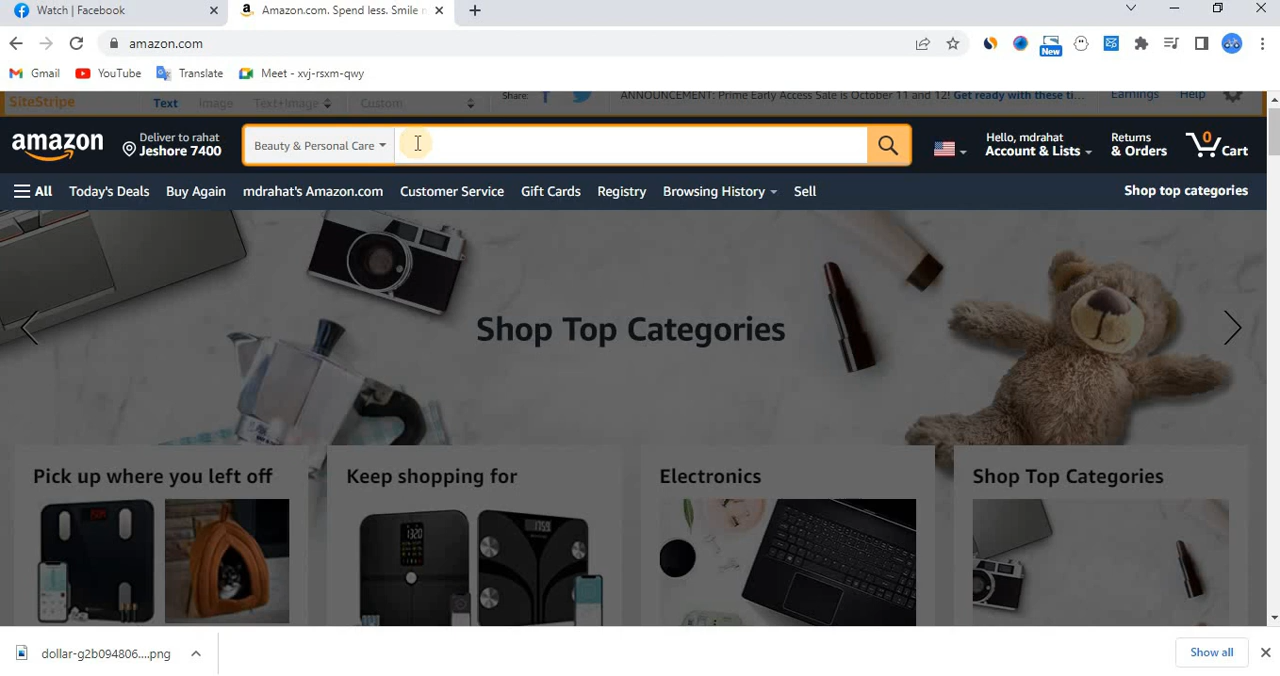 Watch | Facebook
Amazon.com. Spend less. Smile
amazon.com
New
Gmail YouTube Translate Meet - xvj-rsxm-qwy
SiteStripe Text Image Text+Image Custom Share: ANNOUNCEMENT: Prime Early Access Sale is October 11 and 12! Get ready with these ti... Earnings Help
amazon
Deliver to rahat
Jeshore 7400
Beauty & Personal Care
Hello, mdrahat
Account & Lists
Returns
& Orders
0
Cart
All Today's Deals Buy Again mdrahat's Amazon.com Customer Service Gift Cards Registry Browsing History Sell Shop top categories
Shop Top Categories
Pick up where you left off Keep shopping for Electronics Shop Top Categories
dollar-g2b094806....png
Show all